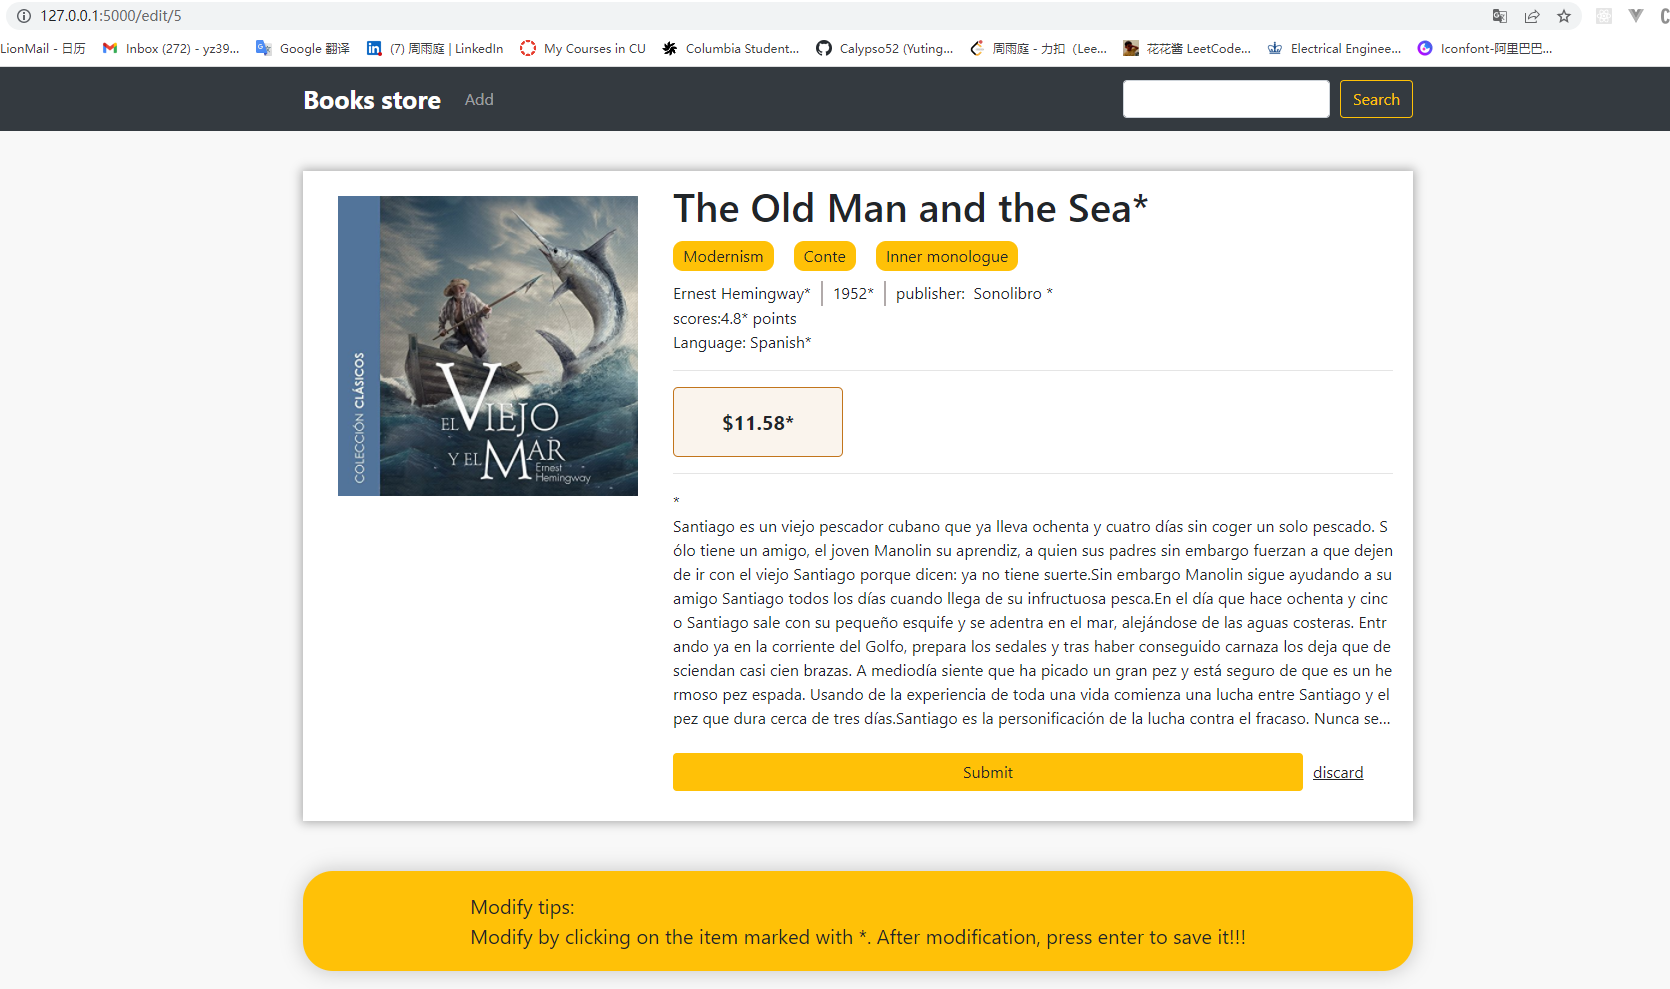 127.0.0.1:5000/edit/5
LionMail - 日历 Inbox (272) - yz39... Google 翻译 (7) 周雨庭 | LinkedIn My Courses in CU Columbia Student... Calypso52 (Yuting... 周雨庭 - 力扣（Lee... 花花酱 LeetCode... Electrical Enginee... Iconfont-阿里巴巴...
Books store Add Search
The Old Man and the Sea*
Modernism Conte Inner monologue
Ernest Hemingway* 1952* publisher: Sonolibro *
scores:4.8* points
Language: Spanish*
$11.58*
*
Santiago es un viejo pescador cubano que ya lleva ochenta y cuatro días sin coger un solo pescado. S
ólo tiene un amigo, el joven Manolin su aprendiz, a quien sus padres sin embargo fuerzan a que dejen
de ir con el viejo Santiago porque dicen: ya no tiene suerte.Sin embargo Manolin sigue ayudando a su
amigo Santiago todos los días cuando llega de su infructuosa pesca.En el día que hace ochenta y cinc
o Santiago sale con su pequeño esquife y se adentra en el mar, alejándose de las aguas costeras. Entr
ando ya en la corriente del Golfo, prepara los sedales y tras haber conseguido carnaza los deja que de
sciendan casi cien brazas. A mediodía siente que ha picado un gran pez y está seguro de que es un he
rmoso pez espada. Usando de la experiencia de toda una vida comienza una lucha entre Santiago y el
pez que dura cerca de tres días.Santiago es la personificación de la lucha contra el fracaso. Nunca se...
COLECCIÓN CLÁSICOS
EL VIEJO
Y EL MAR
Ernest
Hemingway
Submit discard
Modify tips:
Modify by clicking on the item marked with *. After modification, press enter to save it!!!